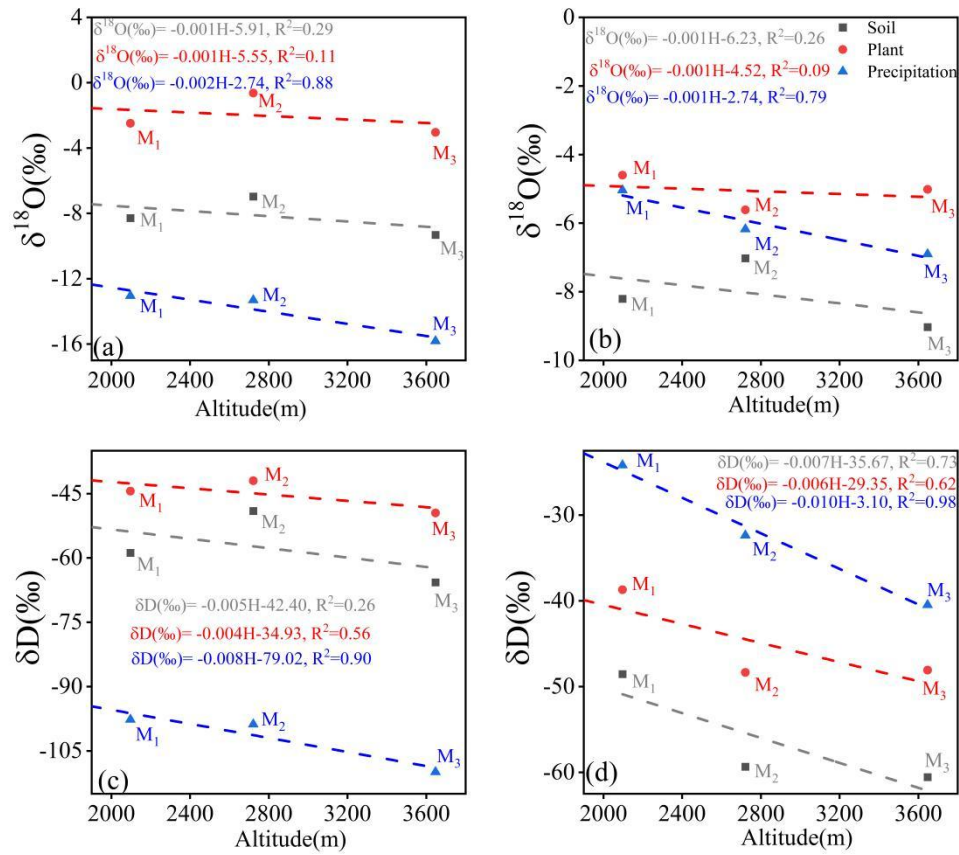 δ¹⁸O(‰)= -0.001H-5.91, R²=0.29
δ¹⁸O(‰)= -0.001H-5.55, R²=0.11
δ¹⁸O(‰)= -0.002H-2.74, R²=0.88
4
0
-4
-8
-12
-16
δ¹⁸O(‰)
M₁
M₂
M₃
M₁
M₂
M₃
M₁
M₂
M₃
(a)
2000 2400 2800 3200 3600
Altitude(m)
δ¹⁸O(‰)= -0.001H-6.23, R²=0.26
δ¹⁸O(‰)= -0.001H-4.52, R²=0.09
δ¹⁸O(‰)= -0.001H-2.74, R²=0.79
Soil
Plant
Precipitation
0
-2
-4
-6
-8
-10
δ¹⁸O(‰)
M₁
M₂
M₃
M₁
M₂
M₃
M₁
M₂
M₃
(b)
2000 2400 2800 3200 3600
Altitude(m)
-45
-60
-75
-90
-105
δD(‰)
M₁
M₂
M₃
M₁
M₂
M₃
δD(‰)= -0.005H-42.40, R²=0.26
δD(‰)= -0.004H-34.93, R²=0.56
δD(‰)= -0.008H-79.02, R²=0.90
M₁
M₂
M₃
(c)
2000 2400 2800 3200 3600
Altitude(m)
δD(‰)= -0.007H-35.67, R²=0.73
δD(‰)= -0.006H-29.35, R²=0.62
δD(‰)= -0.010H-3.10, R²=0.98
-30
-40
-50
-60
δD(‰)
M₁
M₂
M₃
M₁
M₂
M₃
M₁
M₂
M₃
(d)
2000 2400 2800 3200 3600
Altitude(m)